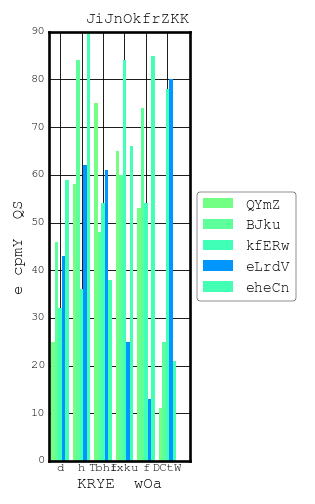 JiJnOkfrZKK
90
80
70
60
50
40
30
20
10
0
e cpmY  QS
d h f DCtW
KRYE  wOa
QYmZ
BJku
kfERw
eLrdV
eheCn